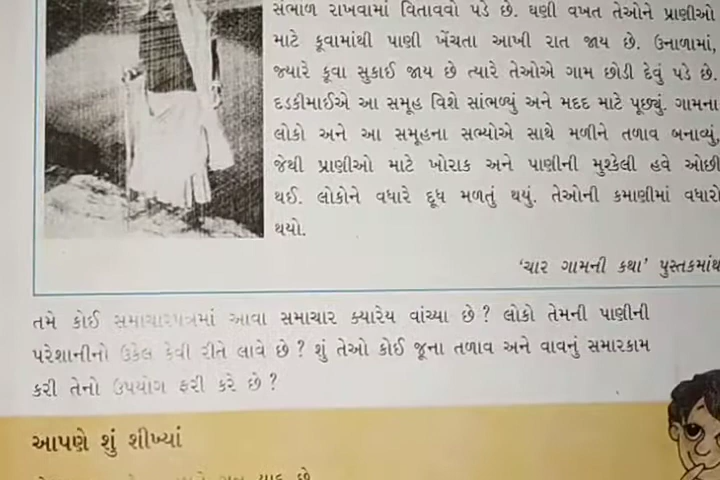 સંભાળ રાખવામાં વિતાવવો પડે છે. ઘણી વખત તેઓને પ્રાણીઓ
માટે કૂવામાંથી પાણી ખેંચતા આખી રાત જાય છે. ઉનાળામાં,
જ્યારે કૂવા સુકાઈ જાય છે ત્યારે તેઓએ ગામ છોડી દેવું પડે છે.
દડકીમાઈએ આ સમૂહ વિશે સાંભળ્યું અને મદદ માટે પૂછ્યું. ગામના
લોકો અને આ સમૂહના સભ્યોએ સાથે મળીને તળાવ બનાવ્યું,
જેથી પ્રાણીઓ માટે ખોરાક અને પાણીની મુશ્કેલી હવે ઓછી
થઈ. લોકોને વધારે દૂધ મળતું થયું. તેઓની કમાણીમાં વધારો
થયો.
‘ચાર ગામની કથા’ પુસ્તકમાંથ
તમે કોઈ સમાચારપત્રમાં આવા સમાચાર ક્યારેય વાંચ્યા છે? લોકો તેમની પાણીની
પરેશાનીનો ઉકેલ કેવી રીતે લાવે છે? શું તેઓ કોઈ જૂના તળાવ અને વાવનું સમારકામ
કરી તેનો ઉપયોગ ફરી કરે છે?
આપણે શું શીખ્યાં